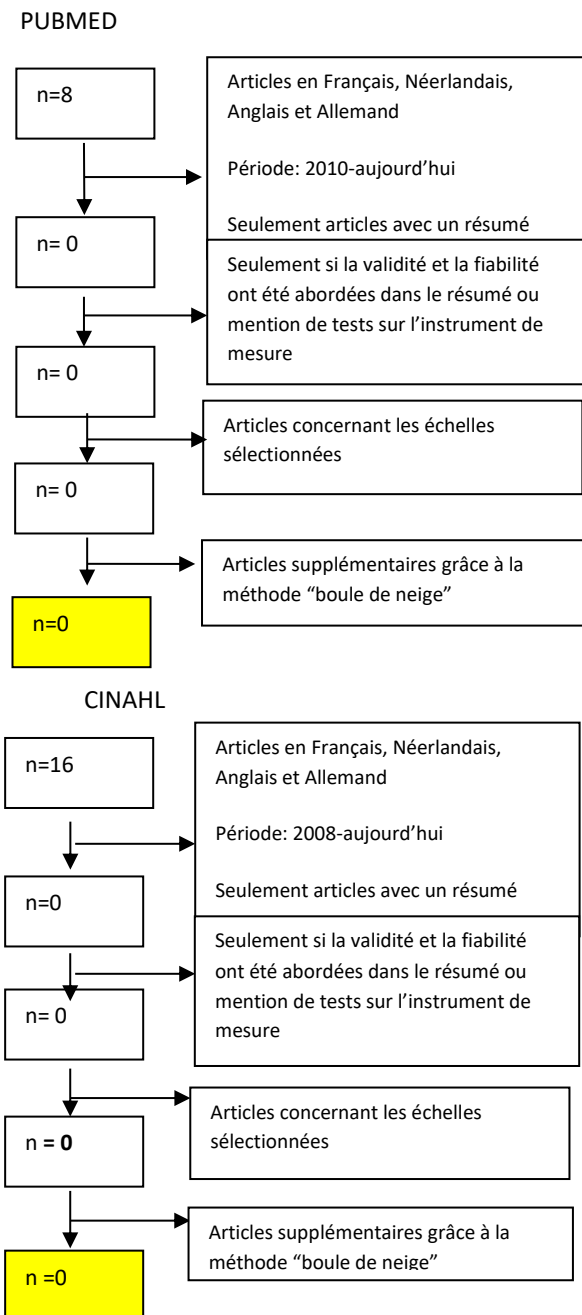 PUBMED
n=8
Articles en Français, Néerlandais,
Anglais et Allemand
Période: 2010-aujourd’hui
Seulement articles avec un résumé
n= 0
Seulement si la validité et la fiabilité
ont été abordées dans le résumé ou
mention de tests sur l’instrument de
mesure
n= 0
Articles concernant les échelles
sélectionnées
n= 0
Articles supplémentaires grâce à la
méthode “boule de neige”
n=0
CINAHL
n=16
Articles en Français, Néerlandais,
Anglais et Allemand
Période: 2008-aujourd’hui
Seulement articles avec un résumé
n=0
Seulement si la validité et la fiabilité
ont été abordées dans le résumé ou
mention de tests sur l’instrument de
mesure
n= 0
Articles concernant les échelles
sélectionnées
n = 0
Articles supplémentaires grâce à la
méthode “boule de neige”
n =0